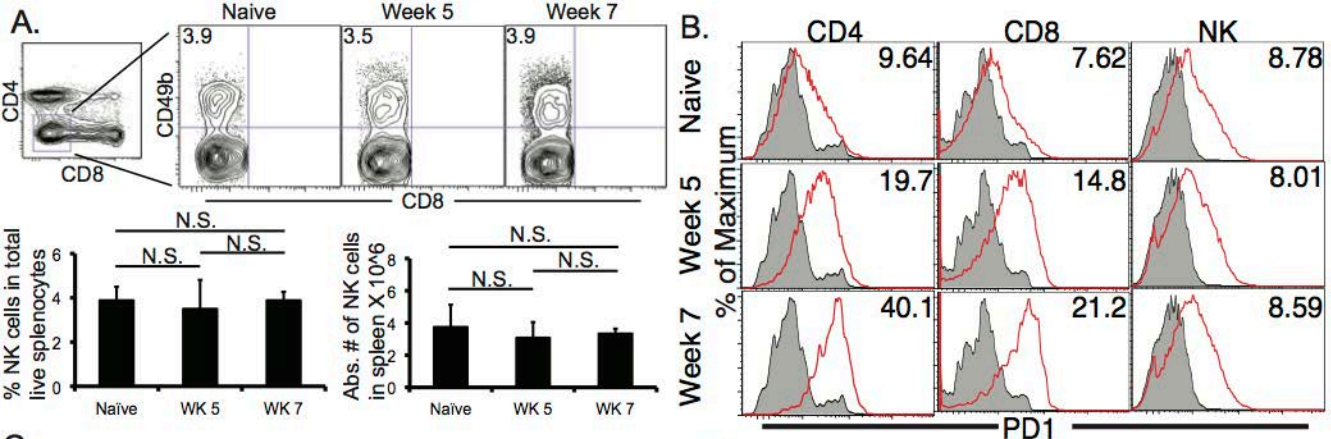 A.
Naive
Week 5
Week 7
CD4
CD8
CD49b
3.9
3.5
3.9
CD8
% NK cells in total
live splenocytes
6
4
2
0
N.S.
N.S.
N.S.
Naïve
WK 5
WK 7
Abs. # of NK cells
in spleen X 10^6
8
6
4
2
0
N.S.
N.S.
N.S.
Naïve
WK 5
WK 7
B.
CD4
CD8
NK
Naive
9.64
7.62
8.78
Week 5
19.7
14.8
8.01
Week 7
40.1
21.2
8.59
% of Maximum
PD1